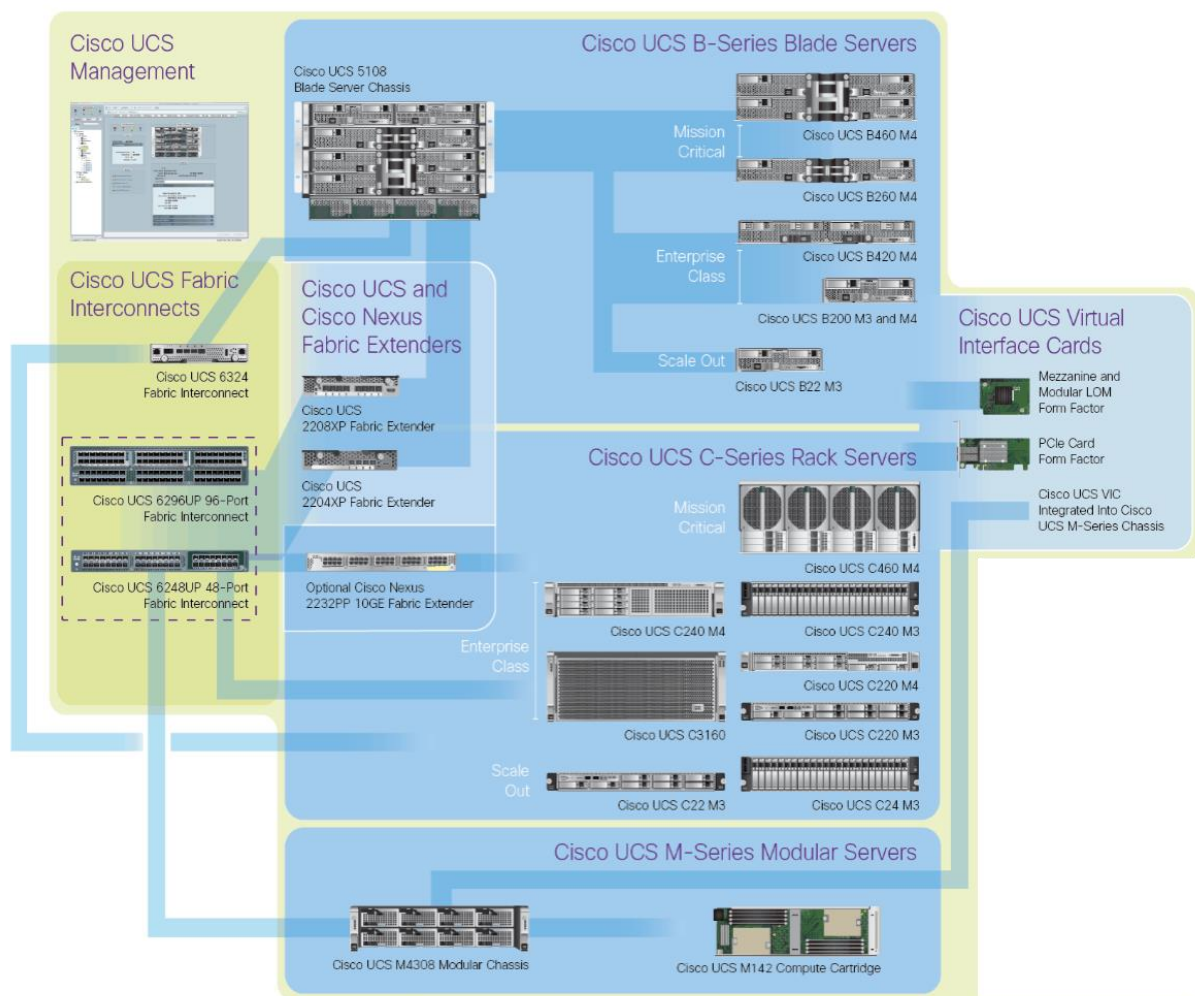 Cisco UCS
Management
Cisco UCS B-Series Blade Servers
Cisco UCS 5108
Blade Server Chassis
Mission
Critical
Cisco UCS B460 M4
Cisco UCS B260 M4
Enterprise
Class
Cisco UCS B420 M4
Cisco UCS B200 M3 and M4
Scale Out
Cisco UCS B22 M3
Cisco UCS Fabric
Interconnects
Cisco UCS 6324
Fabric Interconnect
Cisco UCS 6296UP 96-Port
Fabric Interconnect
Cisco UCS 6248UP 48-Port
Fabric Interconnect
Cisco UCS and
Cisco Nexus
Fabric Extenders
Cisco UCS
2208XP Fabric Extender
Cisco UCS
2204XP Fabric Extender
Optional Cisco Nexus
2232PP 10GE Fabric Extender
Cisco UCS Virtual
Interface Cards
Mezzanine and
Modular LOM
Form Factor
PCIe Card
Form Factor
Cisco UCS VIC
Integrated Into Cisco
UCS M-Series Chassis
Cisco UCS C-Series Rack Servers
Mission
Critical
Cisco UCS C460 M4
Enterprise
Class
Cisco UCS C240 M4
Cisco UCS C240 M3
Cisco UCS C220 M4
Cisco UCS C3160
Cisco UCS C220 M3
Scale
Out
Cisco UCS C22 M3
Cisco UCS C24 M3
Cisco UCS M-Series Modular Servers
Cisco UCS M4308 Modular Chassis
Cisco UCS M142 Compute Cartridge